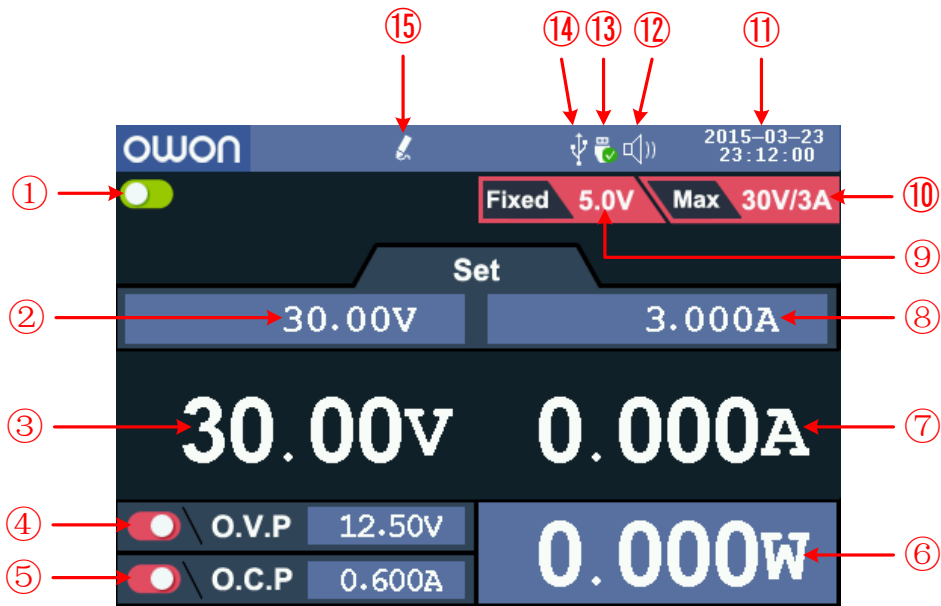 ⑮ ⑭ ⑬ ⑫ ⑪
owon 2015-03-23
23:12:00
①
Fixed 5.0V Max 30V/3A ⑩
⑨
Set
② 30.00V 3.000A ⑧
③ 30.00V 0.000A ⑦
④ O.V.P 12.50V
0.000W ⑥
⑤ O.C.P 0.600A